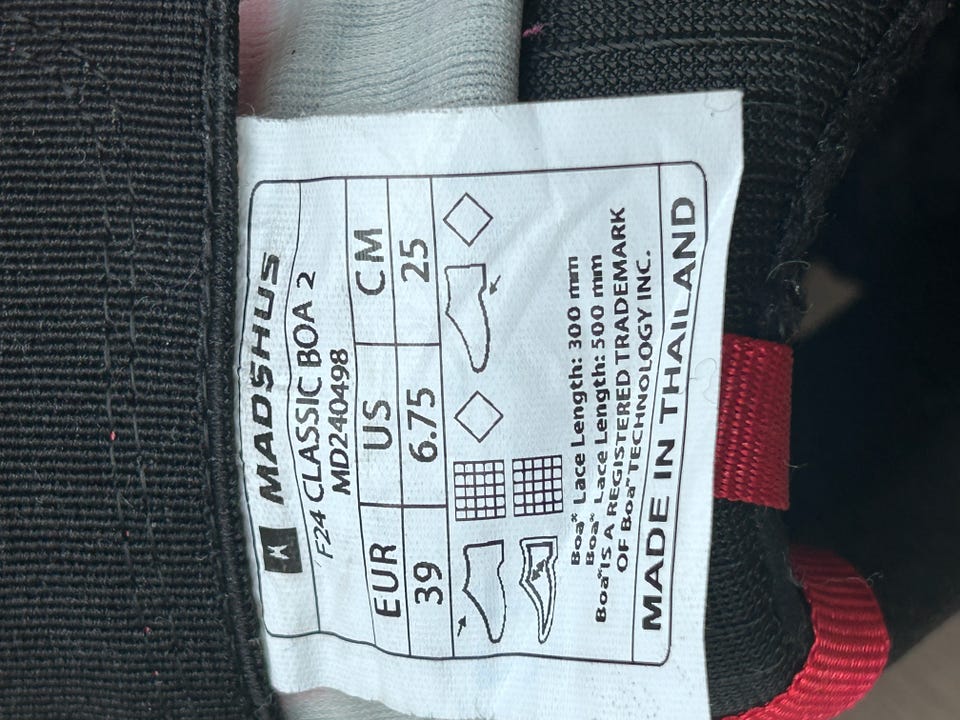 MADSHUS
F24 CLASSIC BOA 2
MD240498
EUR US CM
39 6.75 25
Boa® Lace Length: 300 mm
Boa® Lace Length: 500 mm
Boa® IS A REGISTERED TRADEMARK
OF Boa® TECHNOLOGY INC.
MADE IN THAILAND